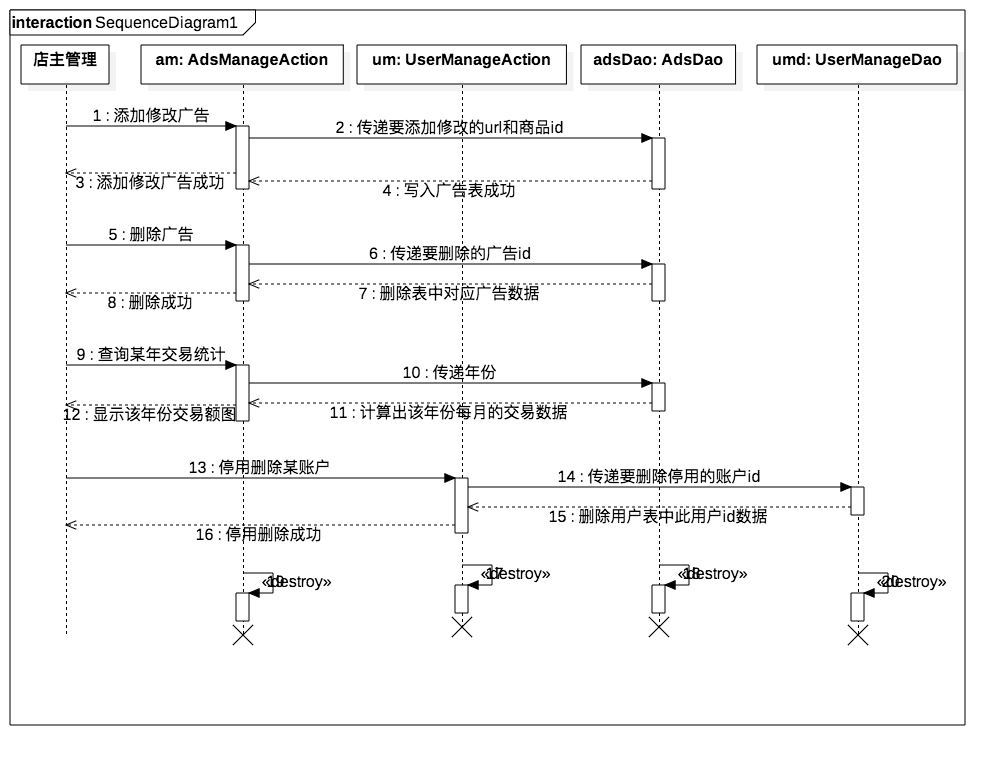 interaction SequenceDiagram1
店主管理
am: AdsManageAction
um: UserManageAction
adsDao: AdsDao
umd: UserManageDao
1 : 添加修改广告
2 : 传递要添加修改的url和商品id
3 : 添加修改广告成功
4 : 写入广告表成功
5 : 删除广告
6 : 传递要删除的广告id
7 : 删除表中对应广告数据
8 : 删除成功
9 : 查询某年交易统计
10 : 传递年份
11 : 计算出该年份每月的交易数据
12 : 显示该年份交易额图
13 : 停用删除某账户
14 : 传递要删除停用的账户id
15 : 删除用户表中此用户id数据
16 : 停用删除成功
19
«destroy»
17
«destroy»
18
«destroy»
20
«destroy»